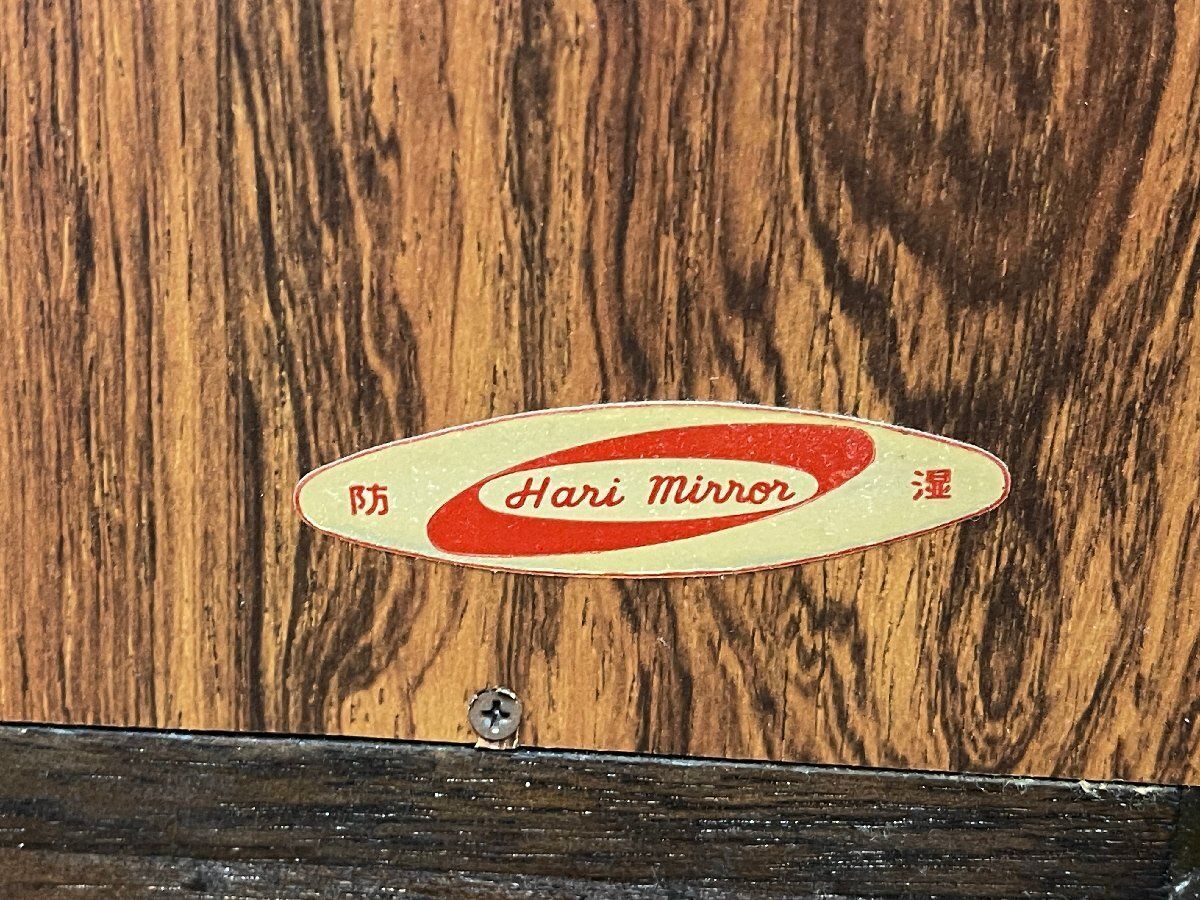 防 Hari Mirror 湿